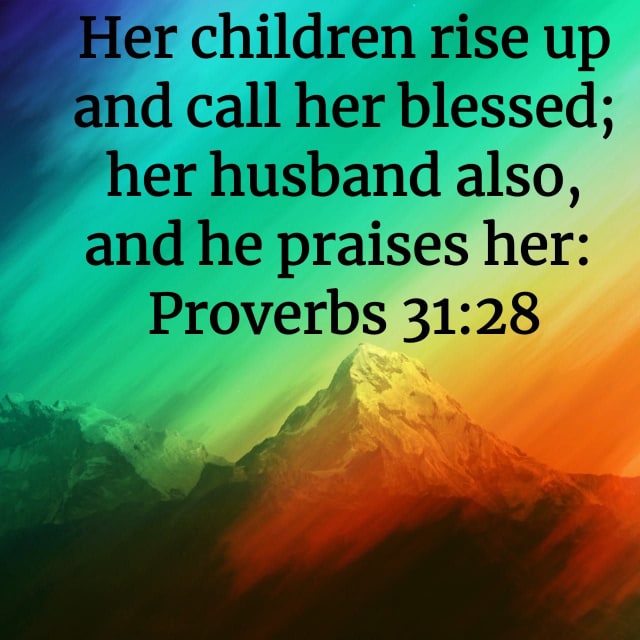 Her children rise up
and call her blessed;
her husband also,
and he praises her:
Proverbs 31:28